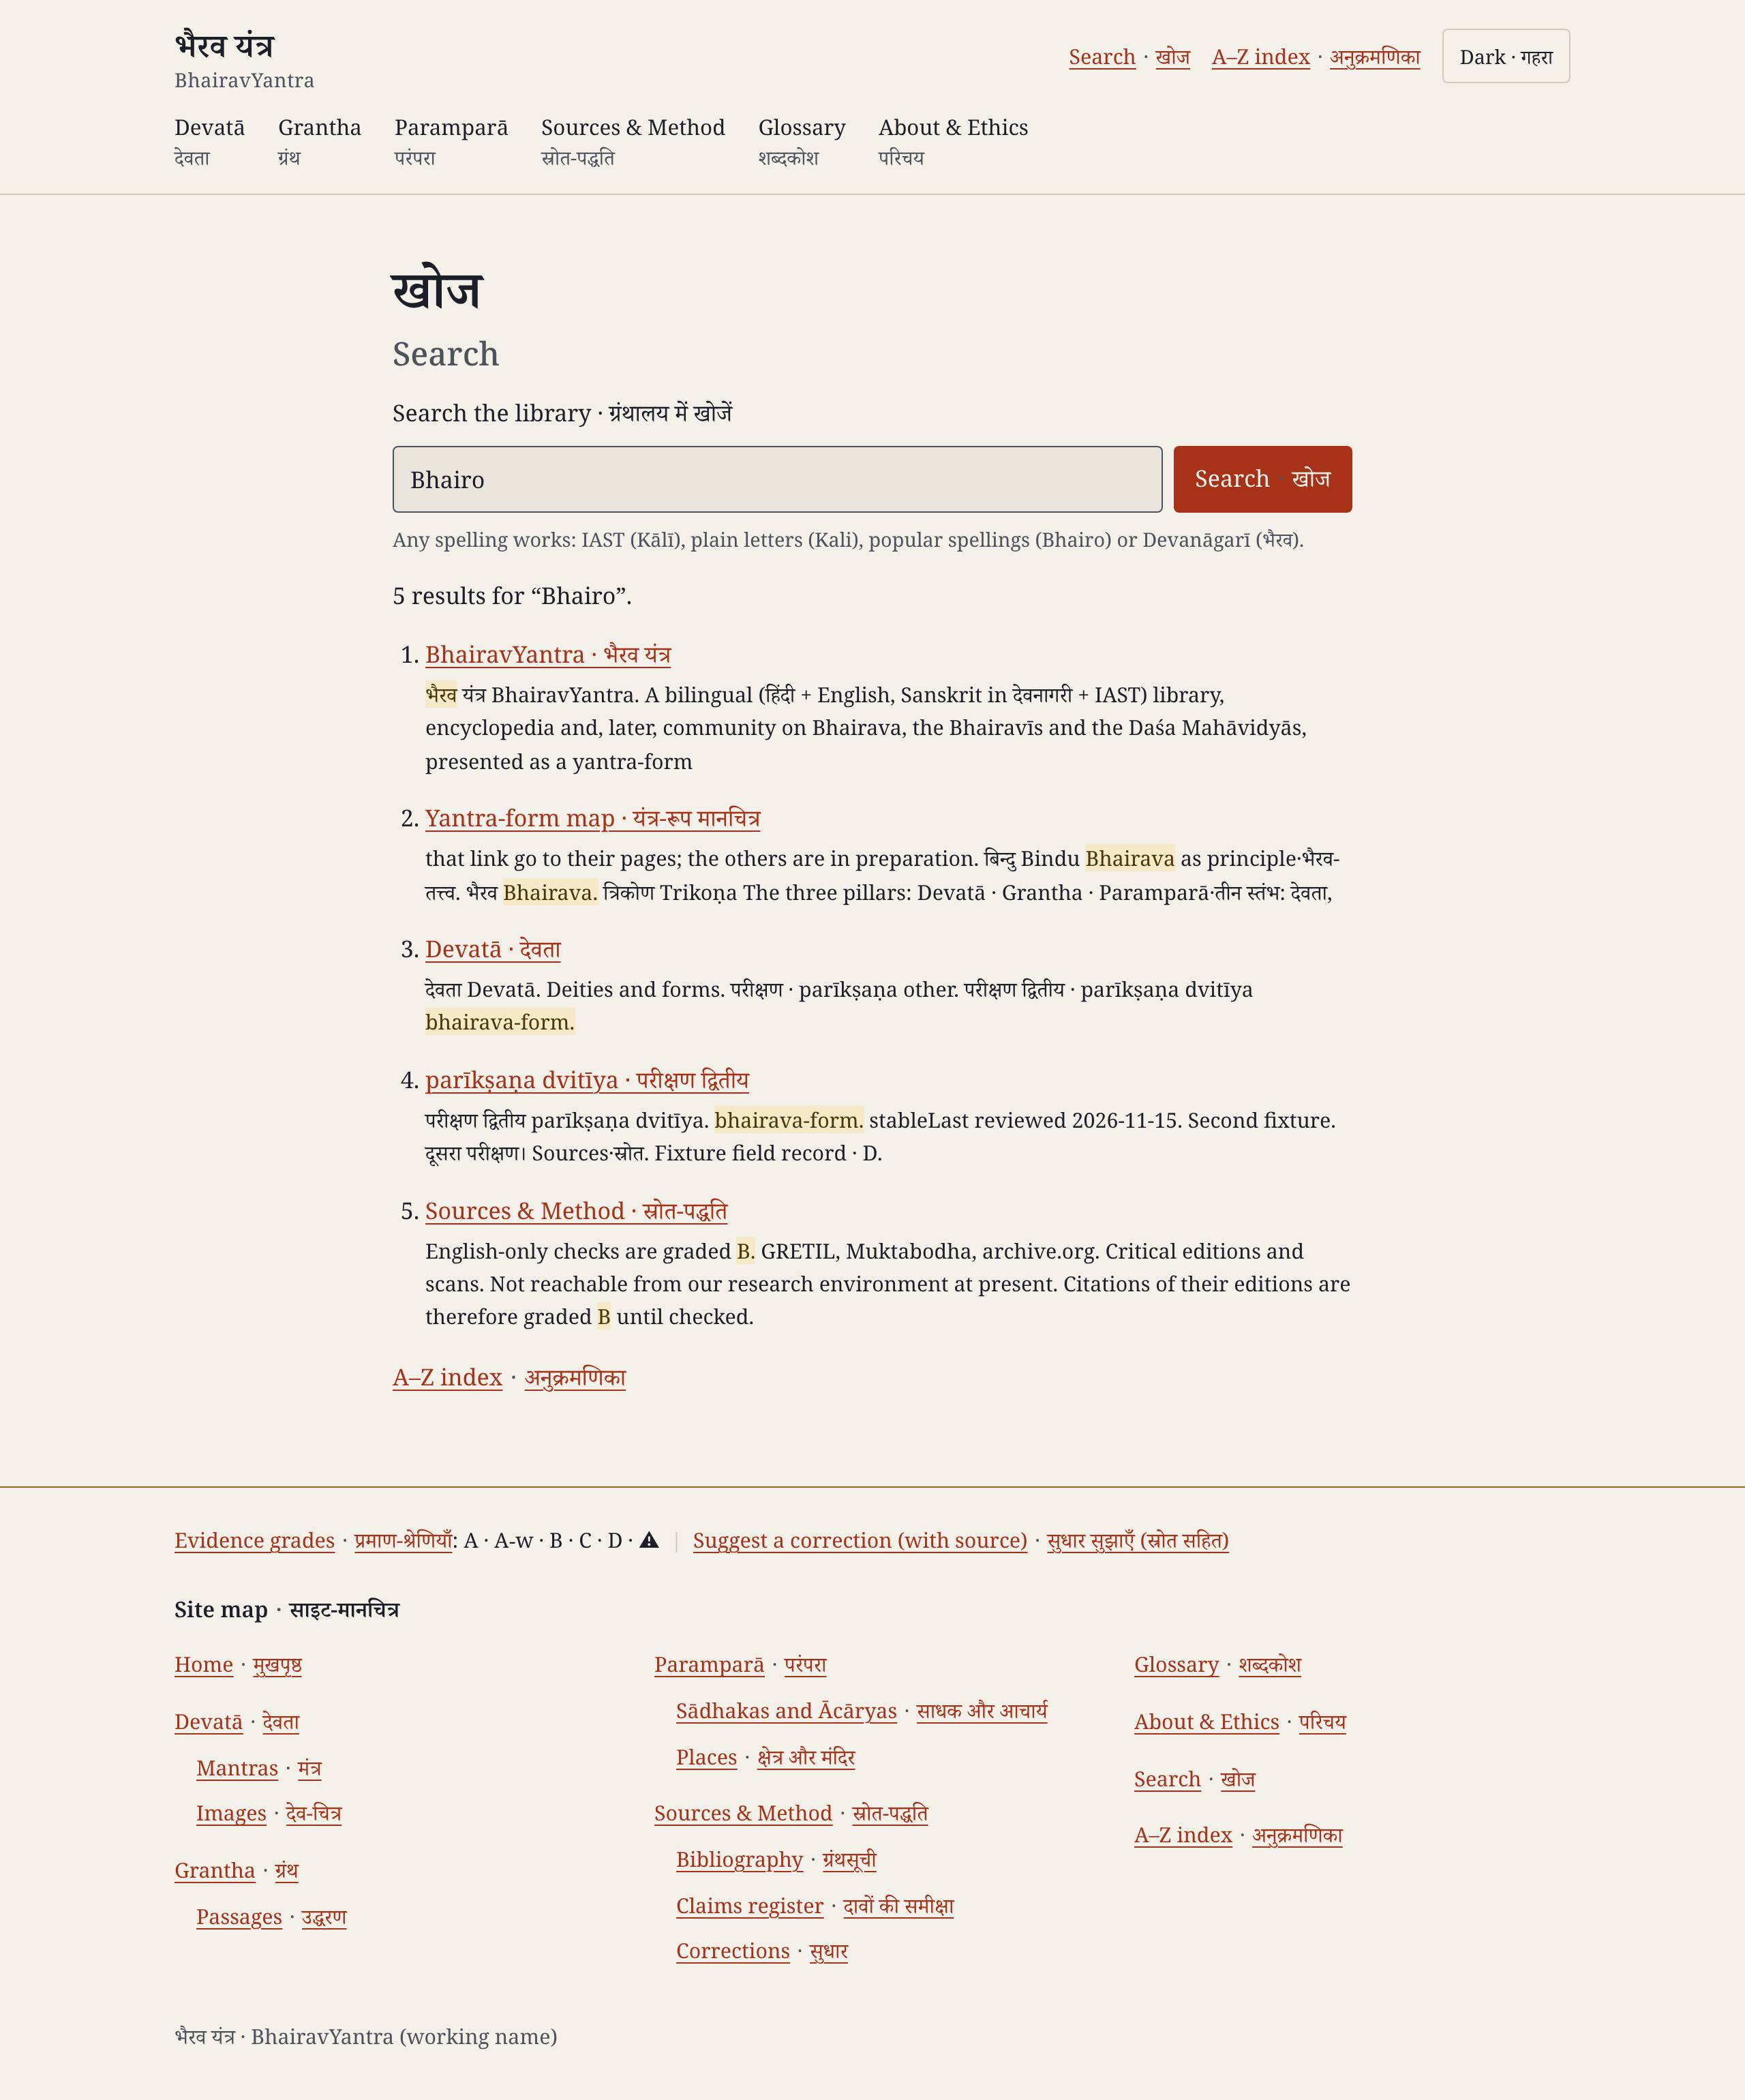 भैरव यंत्र
BhairavYantra
Search · खोज A–Z index · अनुक्रमणिका Dark · गहरा
Devatā Grantha Paramparā Sources & Method Glossary About & Ethics
देवता ग्रंथ परंपरा स्रोत-पद्धति शब्दकोश परिचय
खोज
Search
Search the library · ग्रंथालय में खोजें
Bhairo
Search · खोज
Any spelling works: IAST (Kālī), plain letters (Kali), popular spellings (Bhairo) or Devanāgarī (भैरव).
5 results for “Bhairo”.
1. BhairavYantra · भैरव यंत्र
भैरव यंत्र BhairavYantra. A bilingual (हिंदी + English, Sanskrit in देवनागरी + IAST) library,
encyclopedia and, later, community on Bhairava, the Bhairavīs and the Daśa Mahāvidyās,
presented as a yantra-form
2. Yantra-form map · यंत्र-रूप मानचित्र
that link go to their pages; the others are in preparation. बिन्दु Bindu Bhairava as principle·भैरव-
तत्त्व. भैरव Bhairava. त्रिकोण Trikoṇa The three pillars: Devatā · Grantha · Paramparā·तीन स्तंभ: देवता,
3. Devatā · देवता
देवता Devatā. Deities and forms. परीक्षण · parīkṣaṇa other. परीक्षण द्वितीय · parīkṣaṇa dvitīya
bhairava-form.
4. parīkṣaṇa dvitīya · परीक्षण द्वितीय
परीक्षण द्वितीय parīkṣaṇa dvitīya. bhairava-form. stableLast reviewed 2026-11-15. Second fixture.
दूसरा परीक्षण। Sources·स्रोत. Fixture field record · D.
5. Sources & Method · स्रोत-पद्धति
English-only checks are graded B. GRETIL, Muktabodha, archive.org. Critical editions and
scans. Not reachable from our research environment at present. Citations of their editions are
therefore graded B until checked.
A–Z index · अनुक्रमणिका
Evidence grades · प्रमाण-श्रेणियाँ: A · A-w · B · C · D · ⚠ | Suggest a correction (with source) · सुधार सुझाएँ (स्रोत सहित)
Site map · साइट-मानचित्र
Home · मुखपृष्ठ
Devatā · देवता
Mantras · मंत्र
Images · देव-चित्र
Grantha · ग्रंथ
Passages · उद्धरण
Paramparā · परंपरा
Sādhakas and Ācāryas · साधक और आचार्य
Places · क्षेत्र और मंदिर
Sources & Method · स्रोत-पद्धति
Bibliography · ग्रंथसूची
Claims register · दावों की समीक्षा
Corrections · सुधार
Glossary · शब्दकोश
About & Ethics · परिचय
Search · खोज
A–Z index · अनुक्रमणिका
भैरव यंत्र · BhairavYantra (working name)